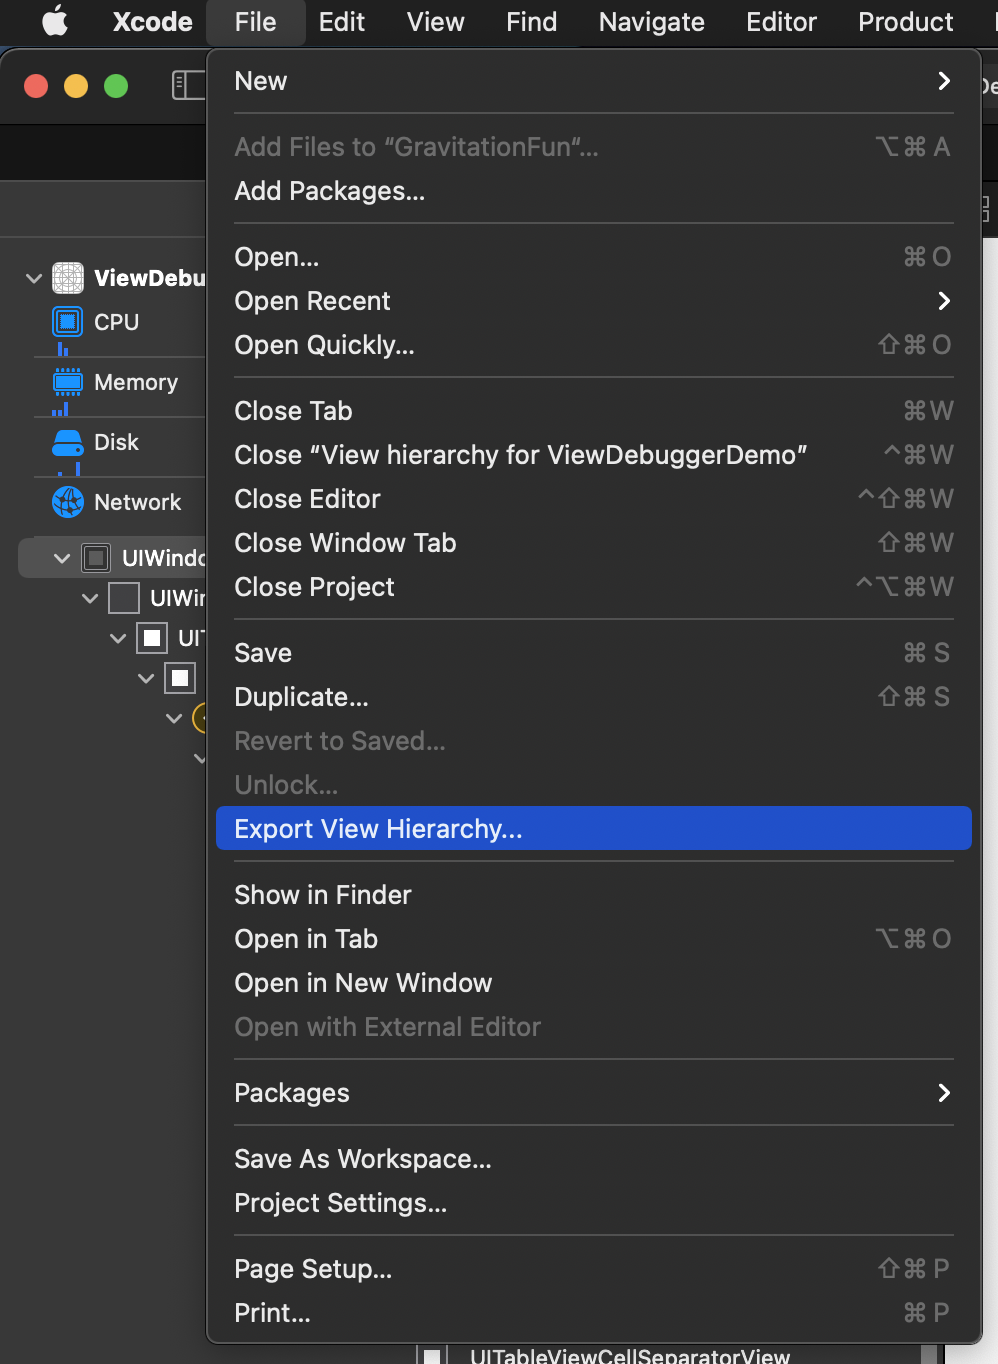 Xcode File Edit View Find Navigate Editor Product
New
Add Files to “GravitationFun“...
⌥⌘ A
Add Packages...
Open...
⌘ O
Open Recent
Open Quickly...
⇧⌘ O
Close Tab
⌘ W
Close “View hierarchy for ViewDebuggerDemo”
^⌘ W
Close Editor
^⇧⌘ W
Close Window Tab
⇧⌘ W
Close Project
^⌥⌘ W
Save
⌘ S
Duplicate...
⇧⌘ S
Revert to Saved...
Unlock...
Export View Hierarchy...
Show in Finder
Open in Tab
⌥⌘ O
Open in New Window
Open with External Editor
Packages
Save As Workspace...
Project Settings...
Page Setup...
⇧⌘ P
Print...
⌘ P
ViewDebu
CPU
Memory
Disk
Network
UIWindo
UIWin
UIT
UITableViewCellSeparatorView